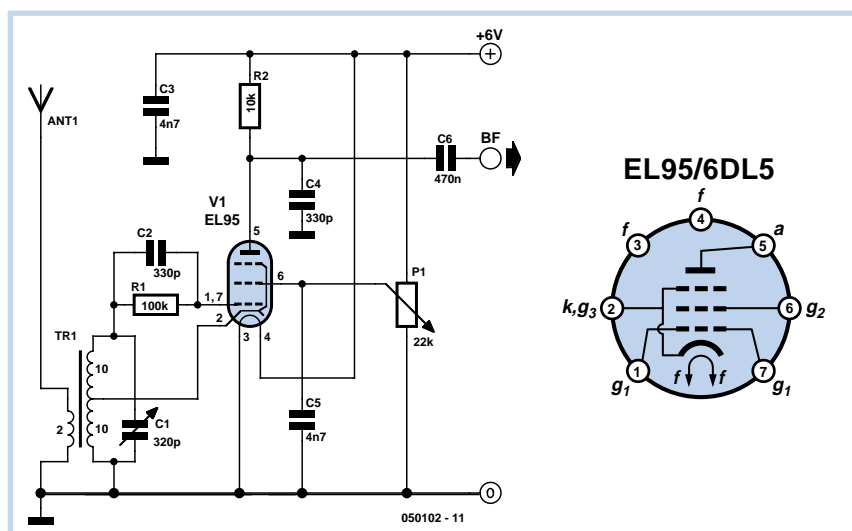 +6V
C3
4n7
R2
10k
ANT1
C6
470n
BF
V1
EL95
C4
330p
5
C2
330p
R1
100k
1, 7
6
2
3
4
P1
22k
TR1
10
2
10
C1
320p
C5
4n7
0
050102 - 11
EL95/6DL5
f
4
f
3
a
5
k,g3
2
6
g2
1
g1
f
f
7
g1